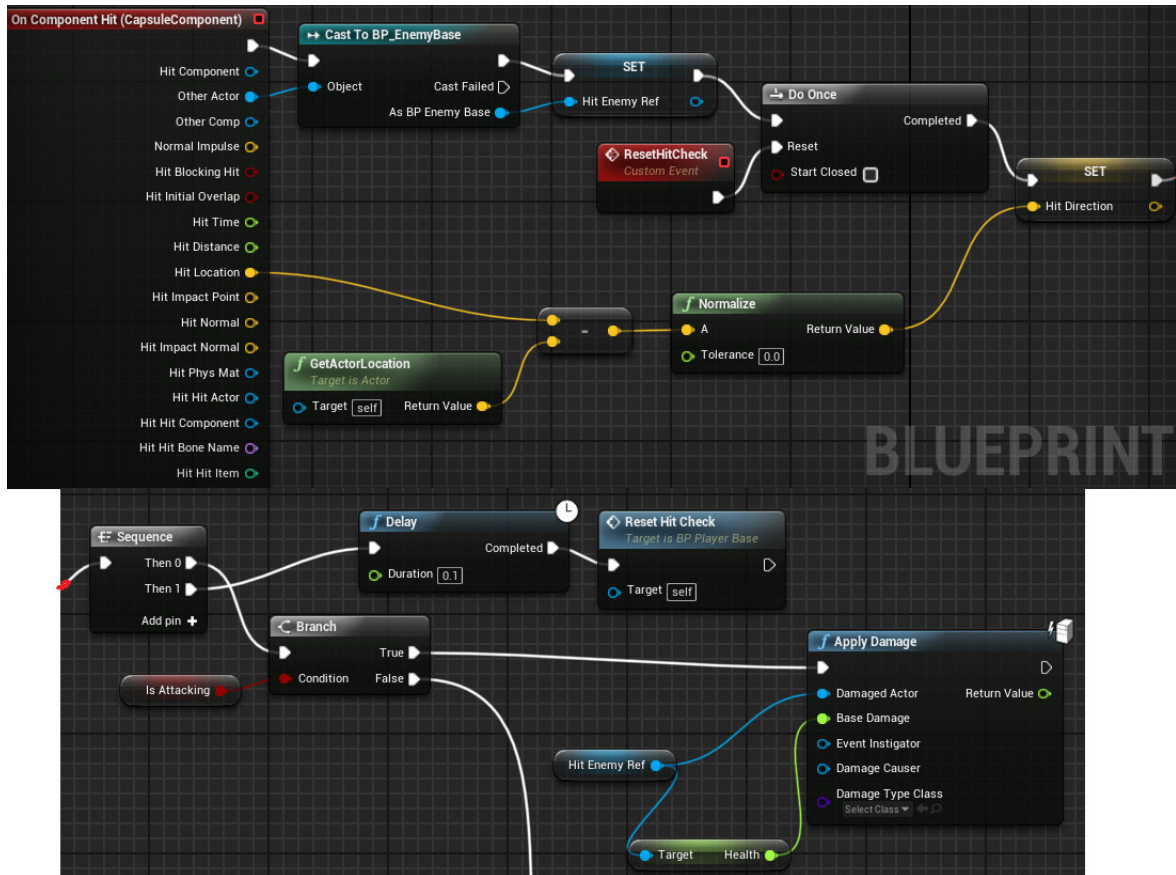 On Component Hit (CapsuleComponent)
Hit Component
Other Actor
Other Comp
Normal Impulse
Hit Blocking Hit
Hit Initial Overlap
Hit Time
Hit Distance
Hit Location
Hit Impact Point
Hit Normal
Hit Impact Normal
Hit Phys Mat
Hit Hit Actor
Hit Hit Component
Hit Hit Bone Name
Hit Hit Item
Cast To BP_EnemyBase
Object
Cast Failed
As BP Enemy Base
SET
Hit Enemy Ref
Do Once
Completed
Reset
Start Closed
ResetHitCheck
Custom Event
SET
Hit Direction
GetActorLocation
Target is Actor
Target self Return Value
-
f Normalize
A Return Value
Tolerance 0.0
BLUEPRINT
Sequence
Then 0
Then 1
Add pin +
f Delay
Completed
Duration 0.1
Reset Hit Check
Target is BP Player Base
Target self
Branch
True
Condition False
Is Attacking
f Apply Damage
Damaged Actor Return Value
Base Damage
Event Instigator
Damage Causer
Damage Type Class
Select Class
Hit Enemy Ref
Target Health